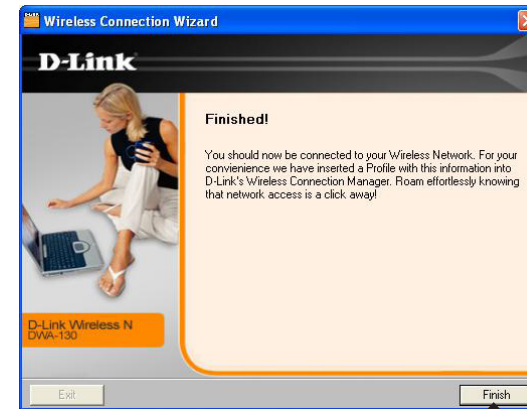 Wireless Connection Wizard
D-Link
Finished!
You should now be connected to your Wireless Network. For your
convienience we have inserted a Profile with this information into
D-Link's Wireless Connection Manager. Roam effortlessly knowing
that network access is a click away!
D-Link Wireless N
DWA-130
Exit
Finish